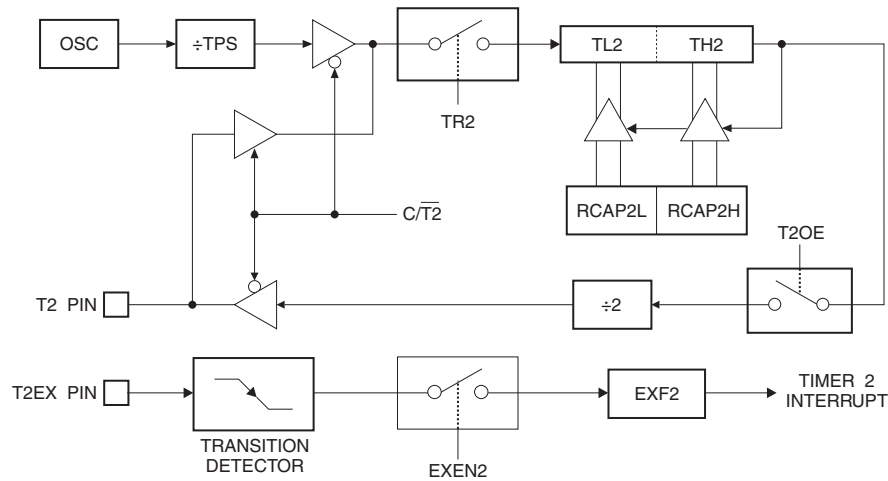 OSC
÷TPS
TR2
TL2 TH2
RCAP2L RCAP2H
C/T2̅
T2OE
T2 PIN
÷2
T2EX PIN
TRANSITION
DETECTOR
EXEN2
EXF2
TIMER 2
INTERRUPT